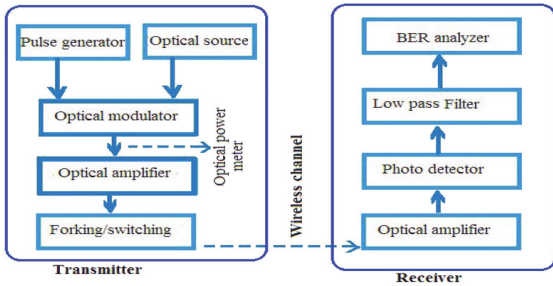 Pulse generator
Optical source
Optical modulator
Optical power
meter
Optical amplifier
Forking/switching
Transmitter
Wireless channel
BER analyzer
Low pass Filter
Photo detector
Optical amplifier
Receiver